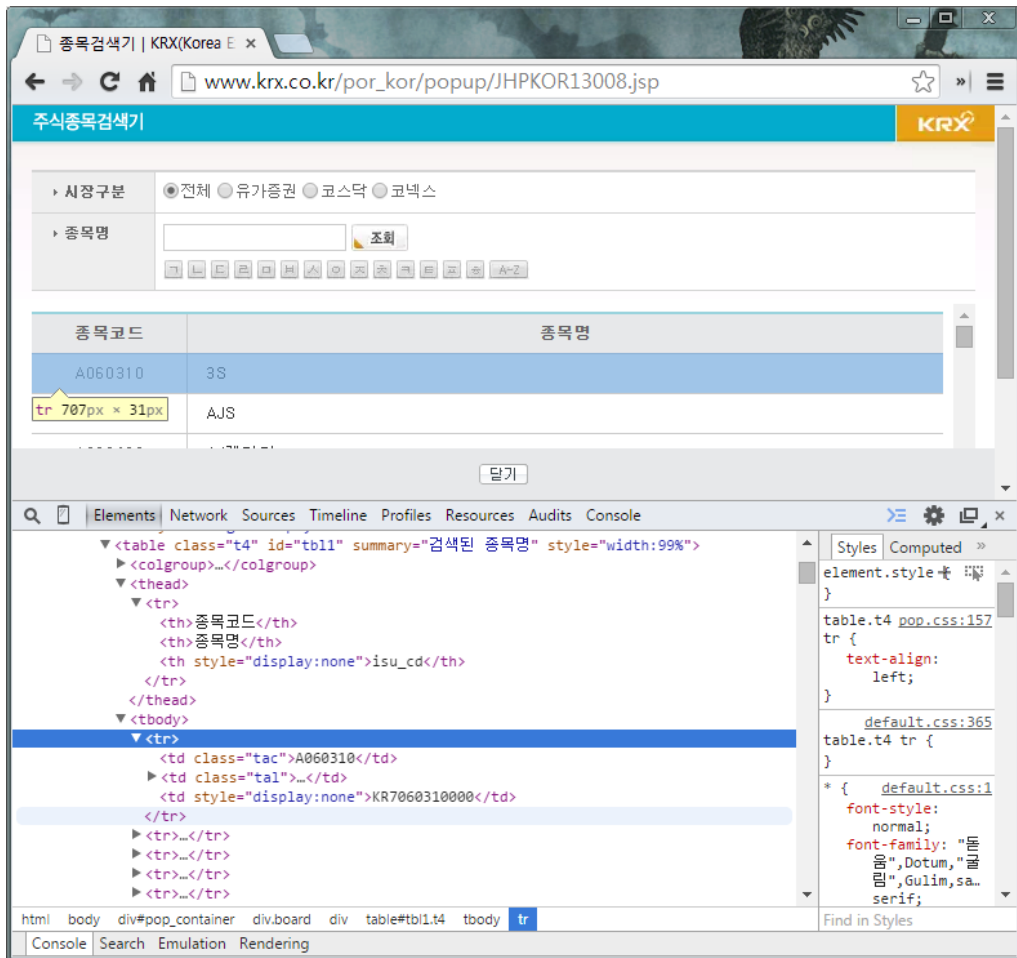 종목검색기 | KRX(Korea E
www.krx.co.kr/por_kor/popup/JHPKOR13008.jsp
주식종목검색기
KRX
시장구분
전체 유가증권 코스닥 코넥스
종목명
조회
ㄱ ㄴ ㄷ ㄹ ㅁ ㅂ ㅅ ㅇ ㅈ ㅊ ㅋ ㅌ ㅍ ㅎ A~Z
종목코드 종목명
A060310 3S
tr 707px × 31px
AJS
닫기
Elements Network Sources Timeline Profiles Resources Audits Console
<table class="t4" id="tbl1" summary="검색된 종목명" style="width:99%">
<colgroup>…</colgroup>
<thead>
<tr>
<th>종목코드</th>
<th>종목명</th>
<th style="display:none">isu_cd</th>
</tr>
</thead>
<tbody>
<tr>
<td class="tac">A060310</td>
<td class="tal">…</td>
<td style="display:none">KR7060310000</td>
</tr>
<tr>…</tr>
<tr>…</tr>
<tr>…</tr>
<tr>…</tr>
html body div#pop_container div.board div table#tbl1.t4 tbody tr
Styles Computed »
element.style {
}
table.t4 pop.css:157
tr {
text-align:
left;
}
default.css:365
table.t4 tr {
}
* { default.css:1
font-style:
normal;
font-family: "돋
움",Dotum,"굴
림",Gulim,sa…
serif;
Find in Styles
Console Search Emulation Rendering